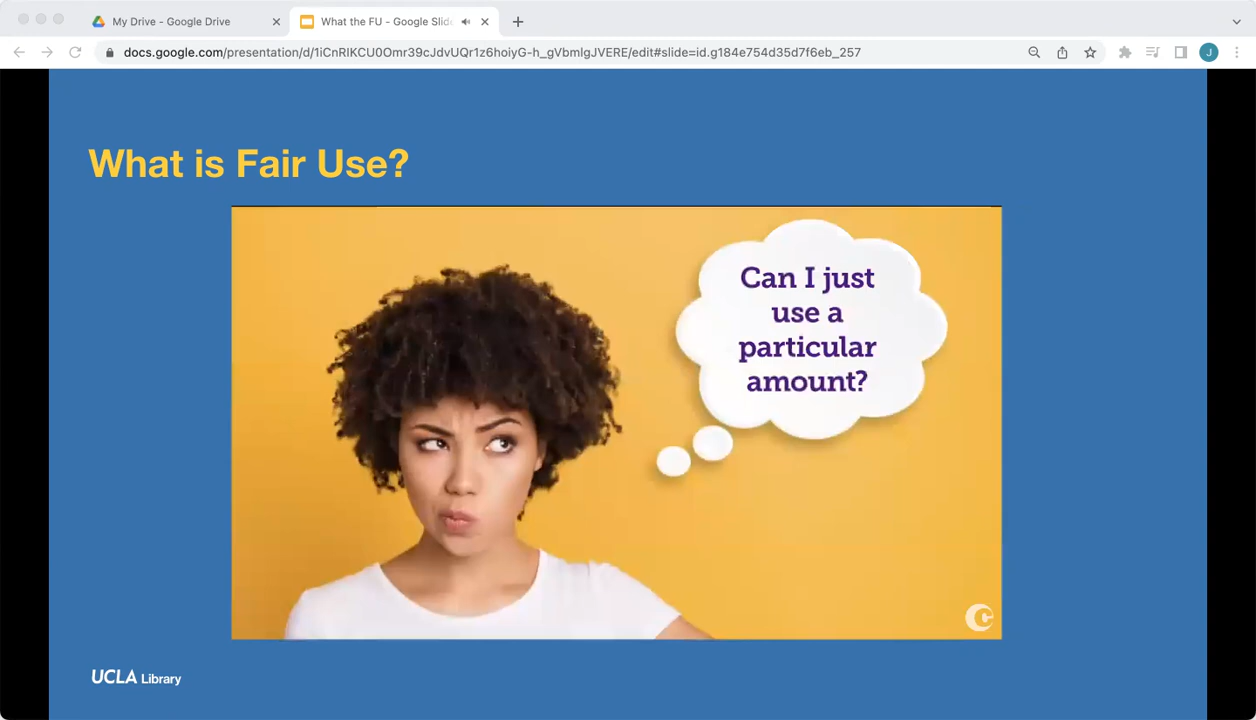 My Drive - Google Drive
What the FU - Google Slid
docs.google.com/presentation/d/1iCnRIKCU0Omr39cJdvUQr1z6hoiyG-h_gVbmlgJVERE/edit#slide=id.g184e754d35d7f6eb_257
J
What is Fair Use?
Can I just
use a
particular
amount?
UCLA Library